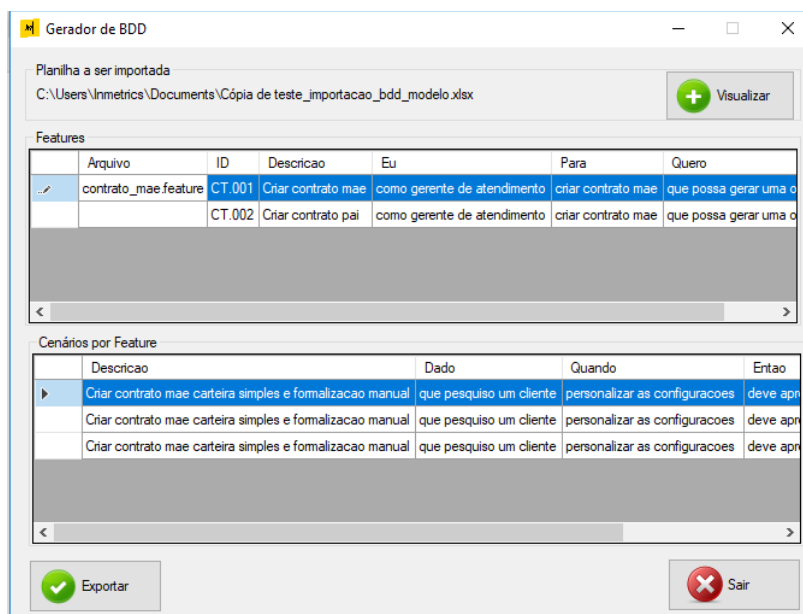 Gerador de BDD
Planilha a ser importada
C:\Users\Inmetrics\Documents\Cópia de teste_importacao_bdd_modelo.xlsx
Visualizar
Features
Arquivo ID Descricao Eu Para Quero
contrato_mae.feature CT.001 Criar contrato mae como gerente de atendimento criar contrato mae que possa gerar uma o
CT.002 Criar contrato pai como gerente de atendimento criar contrato mae que possa gerar uma o
Cenários por Feature
Descricao Dado Quando Entao
Criar contrato mae carteira simples e formalizacao manual que pesquiso um cliente personalizar as configuracoes deve apre
Criar contrato mae carteira simples e formalizacao manual que pesquiso um cliente personalizar as configuracoes deve apre
Criar contrato mae carteira simples e formalizacao manual que pesquiso um cliente personalizar as configuracoes deve apre
Exportar Sair